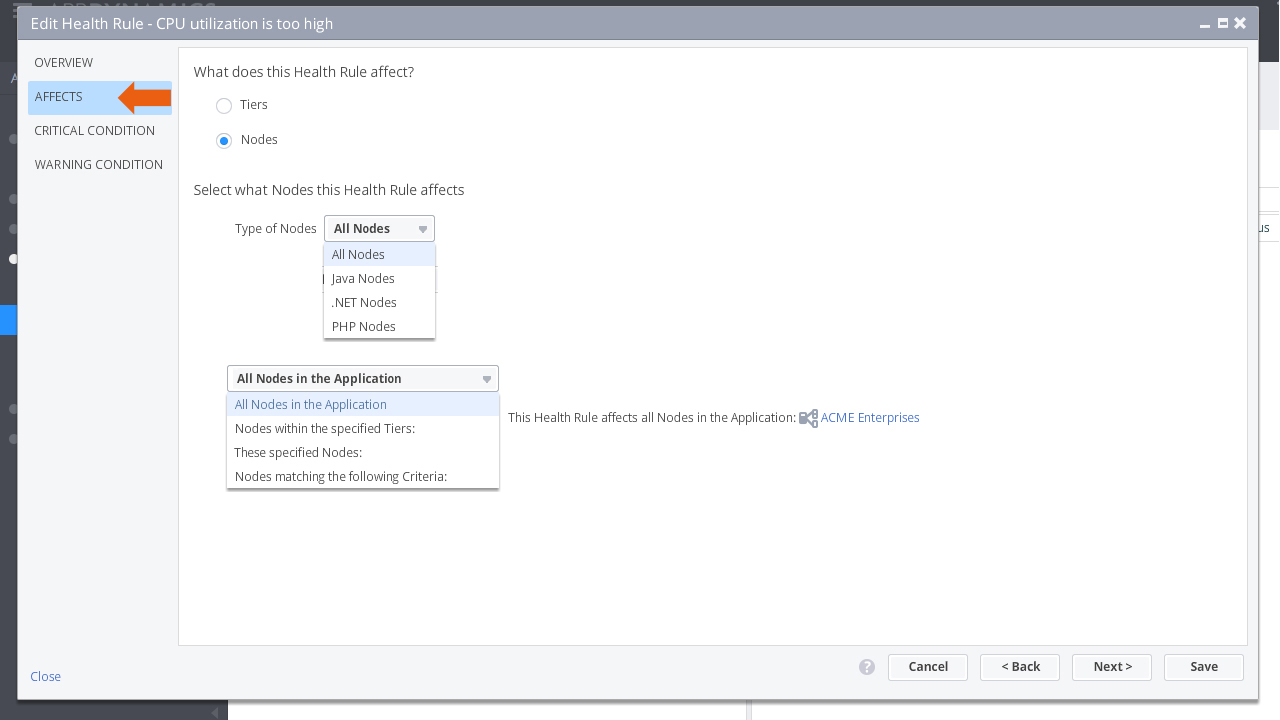 Edit Health Rule - CPU utilization is too high
OVERVIEW
AFFECTS
CRITICAL CONDITION
WARNING CONDITION
What does this Health Rule affect?
Tiers
Nodes
Select what Nodes this Health Rule affects
Type of Nodes
All Nodes
All Nodes
Java Nodes
.NET Nodes
PHP Nodes
All Nodes in the Application
All Nodes in the Application
Nodes within the specified Tiers:
These specified Nodes:
Nodes matching the following Criteria:
This Health Rule affects all Nodes in the Application: ACME Enterprises
Close
?
Cancel
< Back
Next >
Save